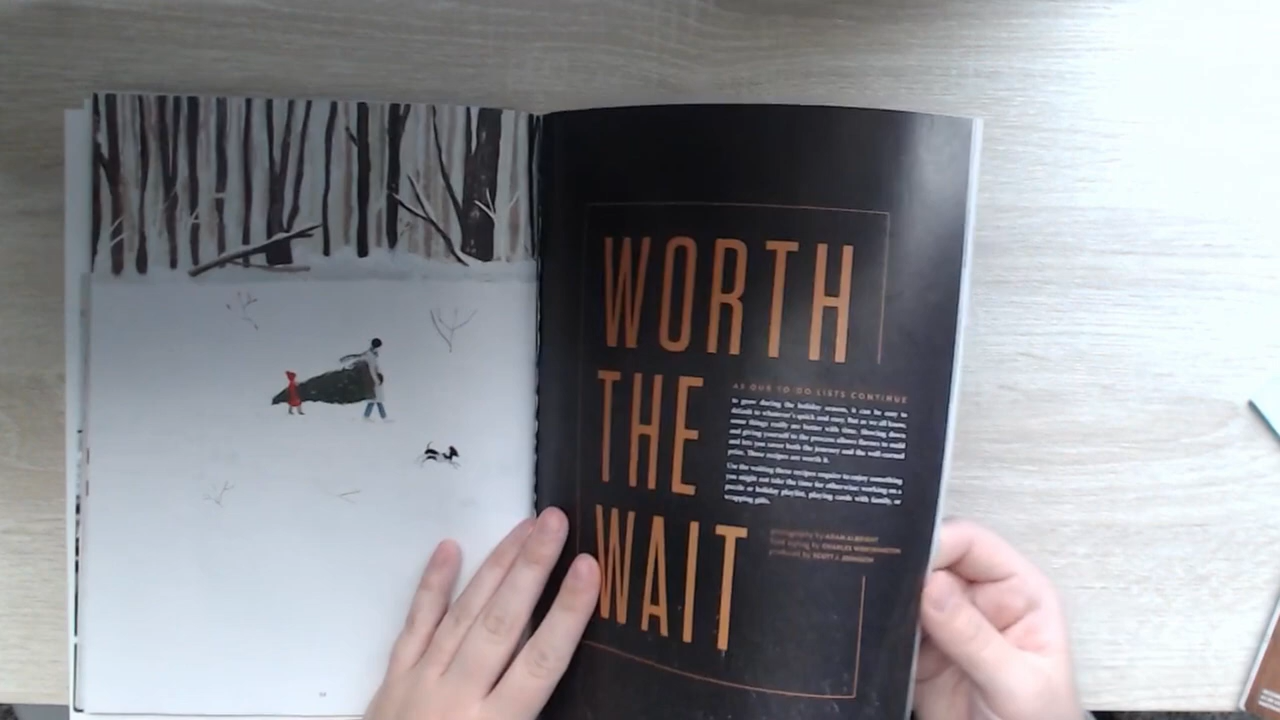 WORTH
THE
WAIT
AS OUR TO-DO LISTS CONTINUE
to grow during the holiday season, it can be easy to
default to whatever's quick and easy. But as we all know,
some things really are better with time. Slowing down
and giving yourself to the process allows flavors to build
and lets you savor both the journey and the well-earned
prize. These recipes are worth it.
Use the waiting these recipes require to enjoy something
you might not take the time for otherwise: working on a
puzzle or holiday playlist, playing cards with family, or
wrapping gifts.
photography by ADAM ALBRIGHT
food styling by CHARLES WORTHINGTON
produced by SCOTT J. JOHNSON